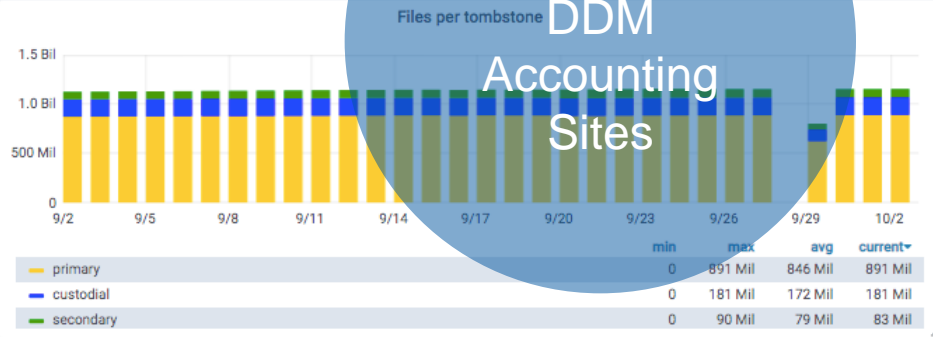 Files per tombstone
DDM
Accounting
Sites
1.5 Bil
1.0 Bil
500 Mil
0
9/2 9/5 9/8 9/11 9/14 9/17 9/20 9/23 9/26 9/29 10/2
min max avg current
primary 0 891 Mil 846 Mil 891 Mil
custodial 0 181 Mil 172 Mil 181 Mil
secondary 0 90 Mil 79 Mil 83 Mil